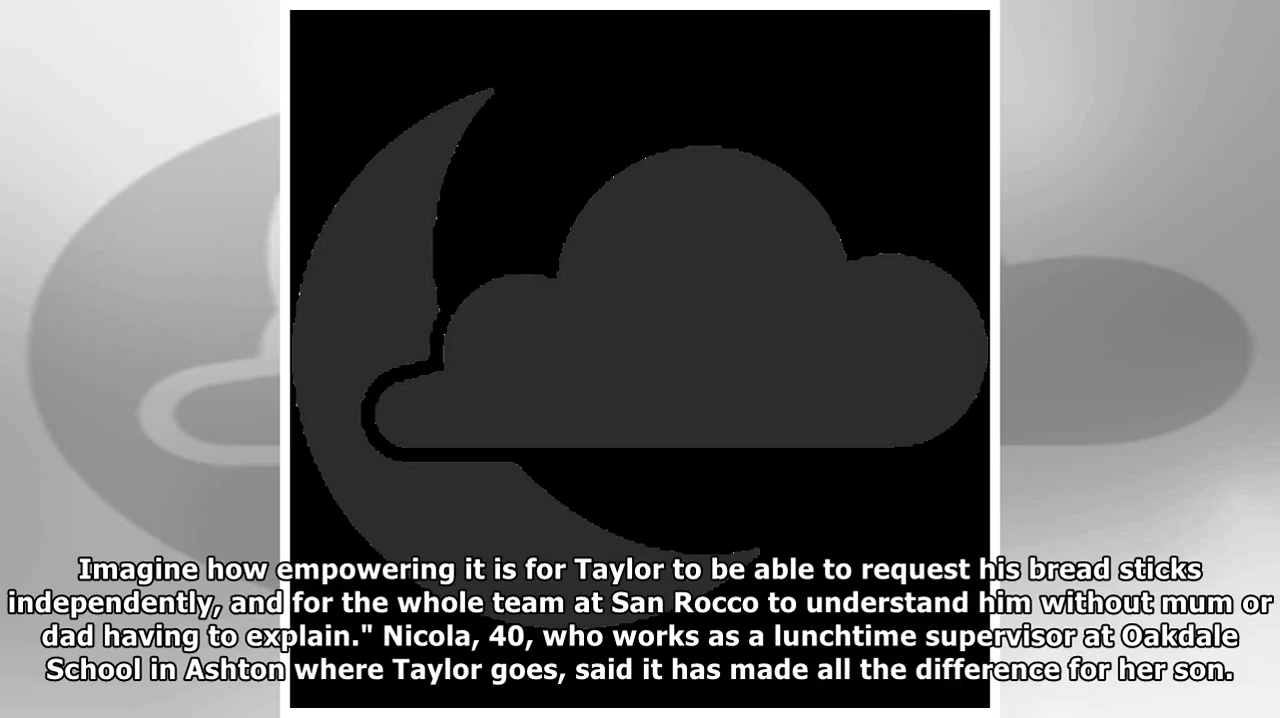 Imagine how empowering it is for Taylor to be able to request his bread sticks
independently, and for the whole team at San Rocco to understand him without mum or
dad having to explain." Nicola, 40, who works as a lunchtime supervisor at Oakdale
School in Ashton where Taylor goes, said it has made all the difference for her son.